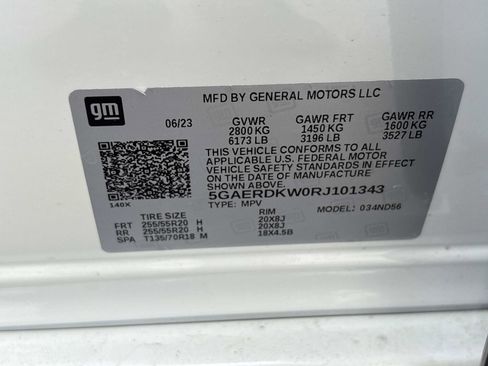 gm
MFD BY GENERAL MOTORS LLC
06/23 GVWR GAWR FRT GAWR RR
2800 KG 1450 KG 1600 KG
6173 LB 3196 LB 3527 LB
THIS VEHICLE CONFORMS TO ALL
APPLICABLE U.S. FEDERAL MOTOR
VEHICLE SAFETY STANDARDS IN EFFECT
ON THE DATE OF MANUFACTURE SHOWN ABOVE.
140X
5GAERDKW0RJ101343
TYPE: MPV MODEL: 034ND56
TIRE SIZE RIM
FRT 255/55R20 H 20X8J
RR 255/55R20 H 20X8J
SPA T135/70R18 M 18X4.5B